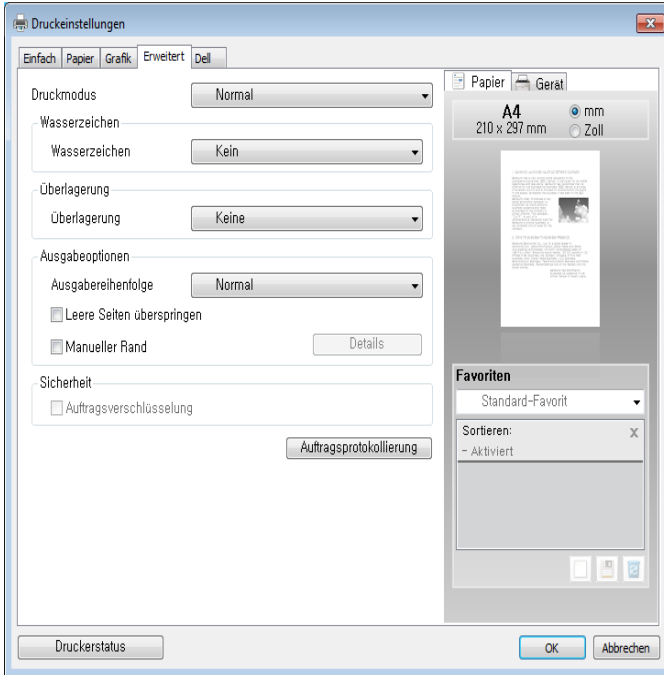 Druckeinstellungen
Einfach Papier Grafik Erweitert Dell
Druckmodus Normal
Wasserzeichen
Wasserzeichen Kein
Überlagerung
Überlagerung Keine
Ausgabeoptionen
Ausgabereihenfolge Normal
Leere Seiten überspringen
Manueller Rand Details
Sicherheit
Auftragsverschlüsselung
Auftragsprotokollierung
Papier Gerät
A4 mm
210 x 297 mm Zoll
Favoriten
Standard-Favorit
Sortieren: X
- Aktiviert
Druckerstatus OK Abbrechen